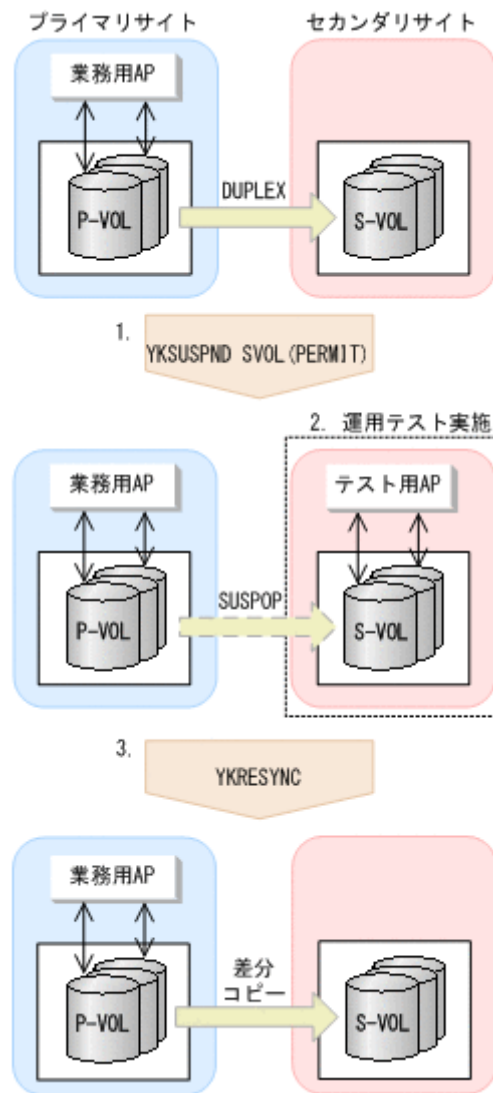 プライマリサイト
セカンダリサイト
業務用AP
P-VOL
DUPLEX
S-VOL
1.
YKSUSPND SVOL(PERMIT)
2. 運用テスト実施
業務用AP
テスト用AP
P-VOL
SUSPOP
S-VOL
3.
YKRESYNC
業務用AP
P-VOL
差分
コピー
S-VOL